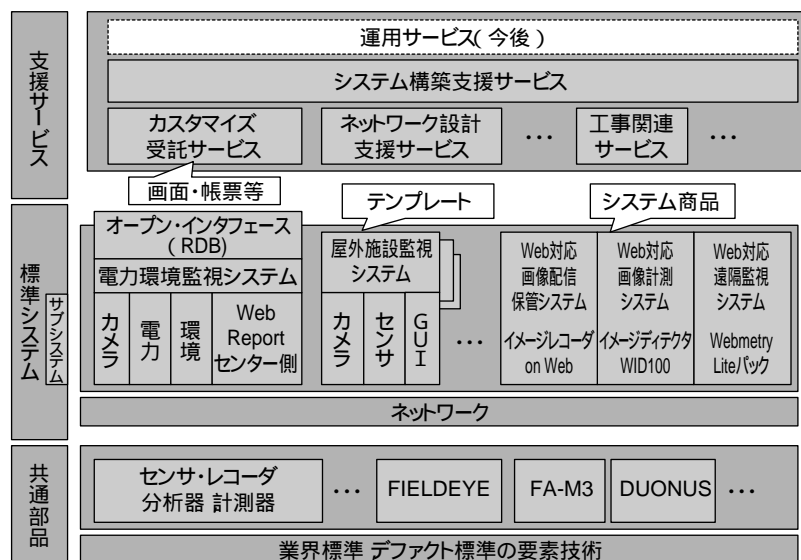 支援サービス
運用サービス(今後)
システム構築支援サービス
カスタマイズ
受託サービス
ネットワーク設計
支援サービス
…
工事関連
サービス
…
画面・帳票等
テンプレート
システム商品
標準システム
サブシステム
オープン・インタフェース
(RDB)
電力環境監視システム
カメラ
電力
環境
Web
Report
センター側
屋外施設監視
システム
カメラ
センサ
GUI
…
Web対応
画像配信
保管システム
イメージレコーダ
on Web
Web対応
画像計測
システム
イメージディテクタ
WID100
Web対応
遠隔監視
システム
Webmetry
Liteパック
ネットワーク
共通部品
センサ・レコーダ
分析器 計測器
…
FIELDEYE
FA-M3
DUONUS
…
業界標準 デファクト標準の要素技術